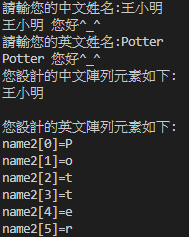 請輸您的中文姓名:王小明
王小明 您好^_^
請輸您的英文姓名:Potter
Potter 您好^_^
您設計的中文陣列元素如下:
王小明

您設計的英文陣列元素如下:
name2[0]=P
name2[1]=o
name2[2]=t
name2[3]=t
name2[4]=e
name2[5]=r